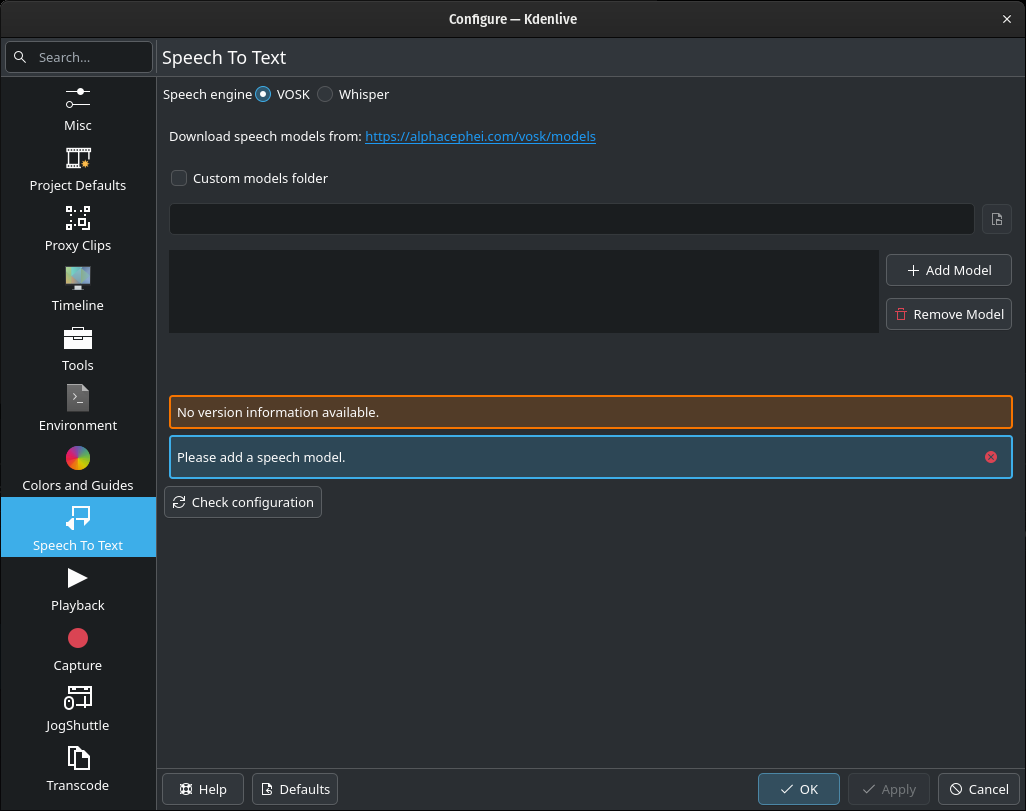 Configure — Kdenlive
Search...
Speech To Text
Misc
Project Defaults
Proxy Clips
Timeline
Tools
Environment
Colors and Guides
Speech To Text
Playback
Capture
JogShuttle
Transcode
Speech engine VOSK Whisper
Download speech models from: https://alphacephei.com/vosk/models
Custom models folder
Add Model
Remove Model
No version information available.
Please add a speech model.
Check configuration
Help Defaults OK Apply Cancel